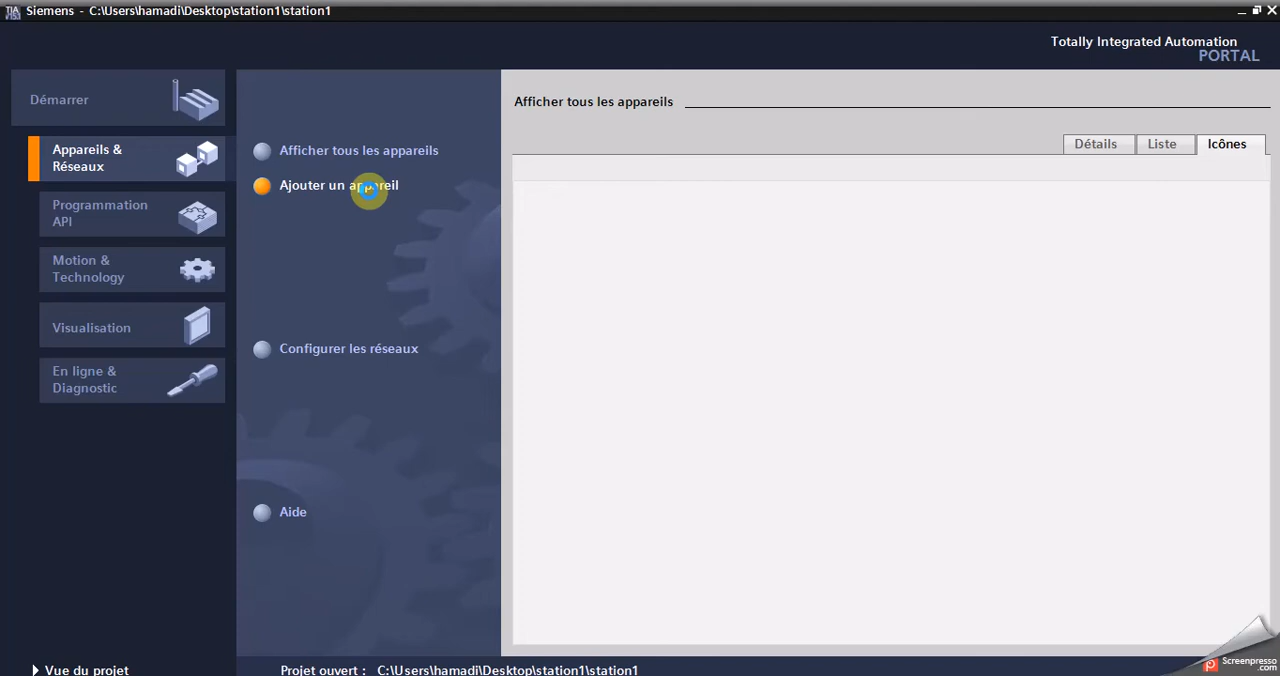 Siemens - C:\Users\hamadi\Desktop\station1\station1
Totally Integrated Automation
PORTAL
Démarrer
Appareils &
Réseaux
Programmation
API
Motion &
Technology
Visualisation
En ligne &
Diagnostic
Afficher tous les appareils
Ajouter un appareil
Configurer les réseaux
Aide
Afficher tous les appareils
Détails
Liste
Icônes
Vue du projet
Projet ouvert : C:\Users\hamadi\Desktop\station1\station1
Screenpresso
.com